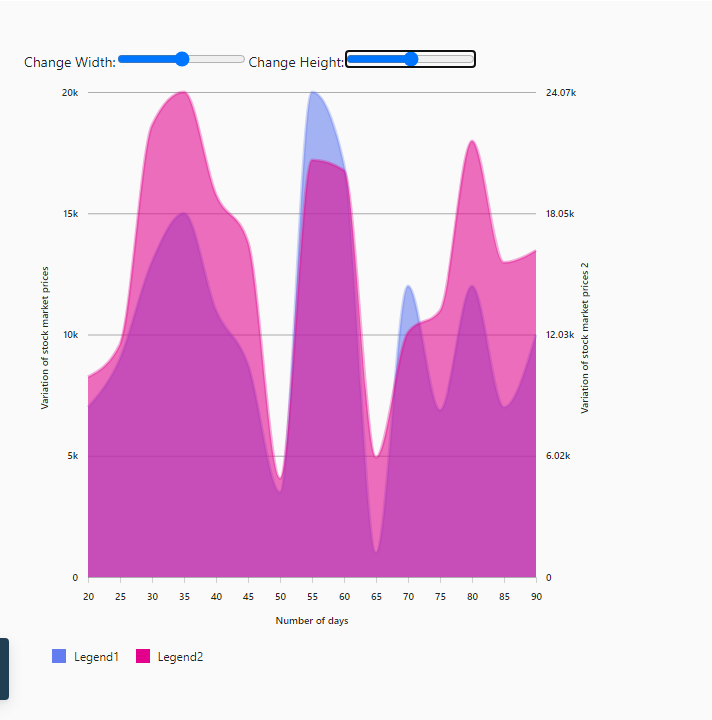 Change Width: Change Height:
20k 24.07k
15k 18.05k
10k 12.03k
5k 6.02k
0 0
Variation of stock market prices
Variation of stock market prices 2
20 25 30 35 40 45 50 55 60 65 70 75 80 85 90
Number of days
Legend1 Legend2